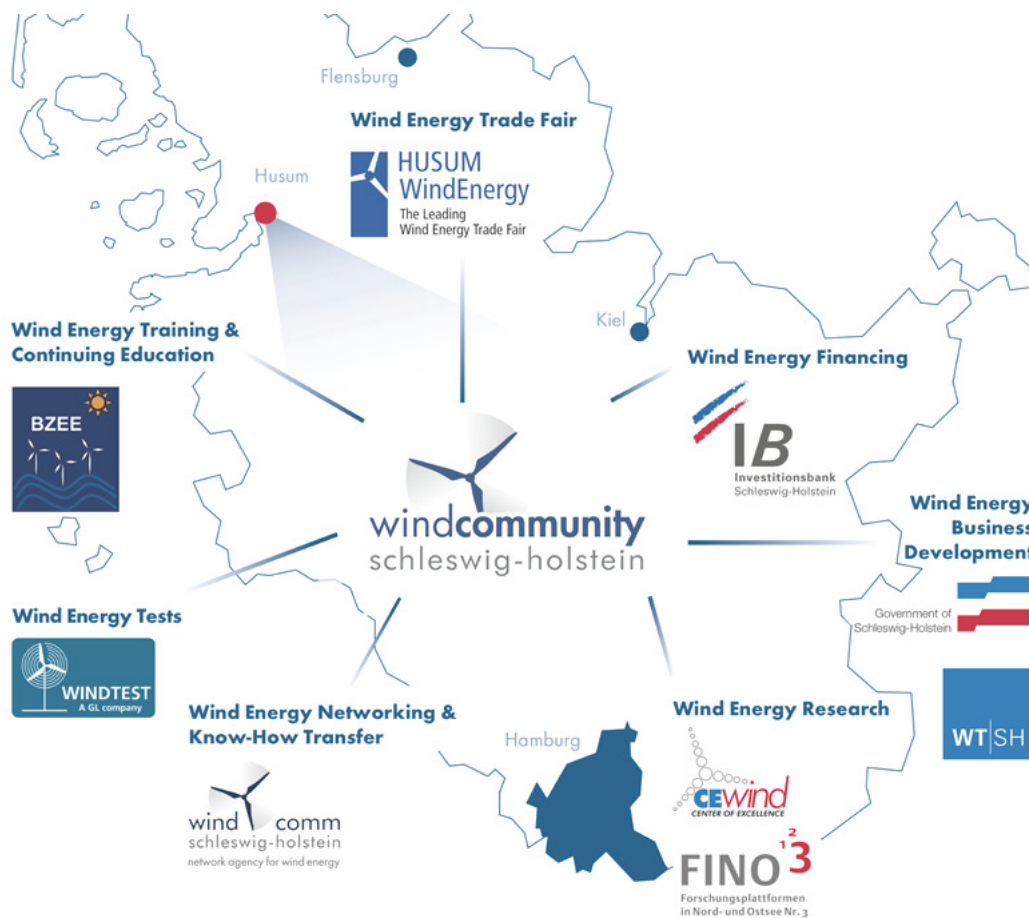 Flensburg
Wind Energy Trade Fair
HUSUM
WindEnergy
The Leading
Wind Energy Trade Fair
Husum
Kiel
Wind Energy Training &
Continuing Education
BZEE
Wind Energy Financing
IB
Investitionsbank
Schleswig-Holstein
windcommunity
schleswig-holstein
Wind Energy
Business
Development
Government of
Schleswig-Holstein
WT|SH
Wind Energy Tests
WINDTEST
A GL company
Wind Energy Networking &
Know-How Transfer
wind comm
schleswig-holstein
network agency for wind energy
Hamburg
Wind Energy Research
CEwind
CENTER OF EXCELLENCE
FINO 1 2 3
Forschungsplattformen
in Nord- und Ostsee Nr. 3